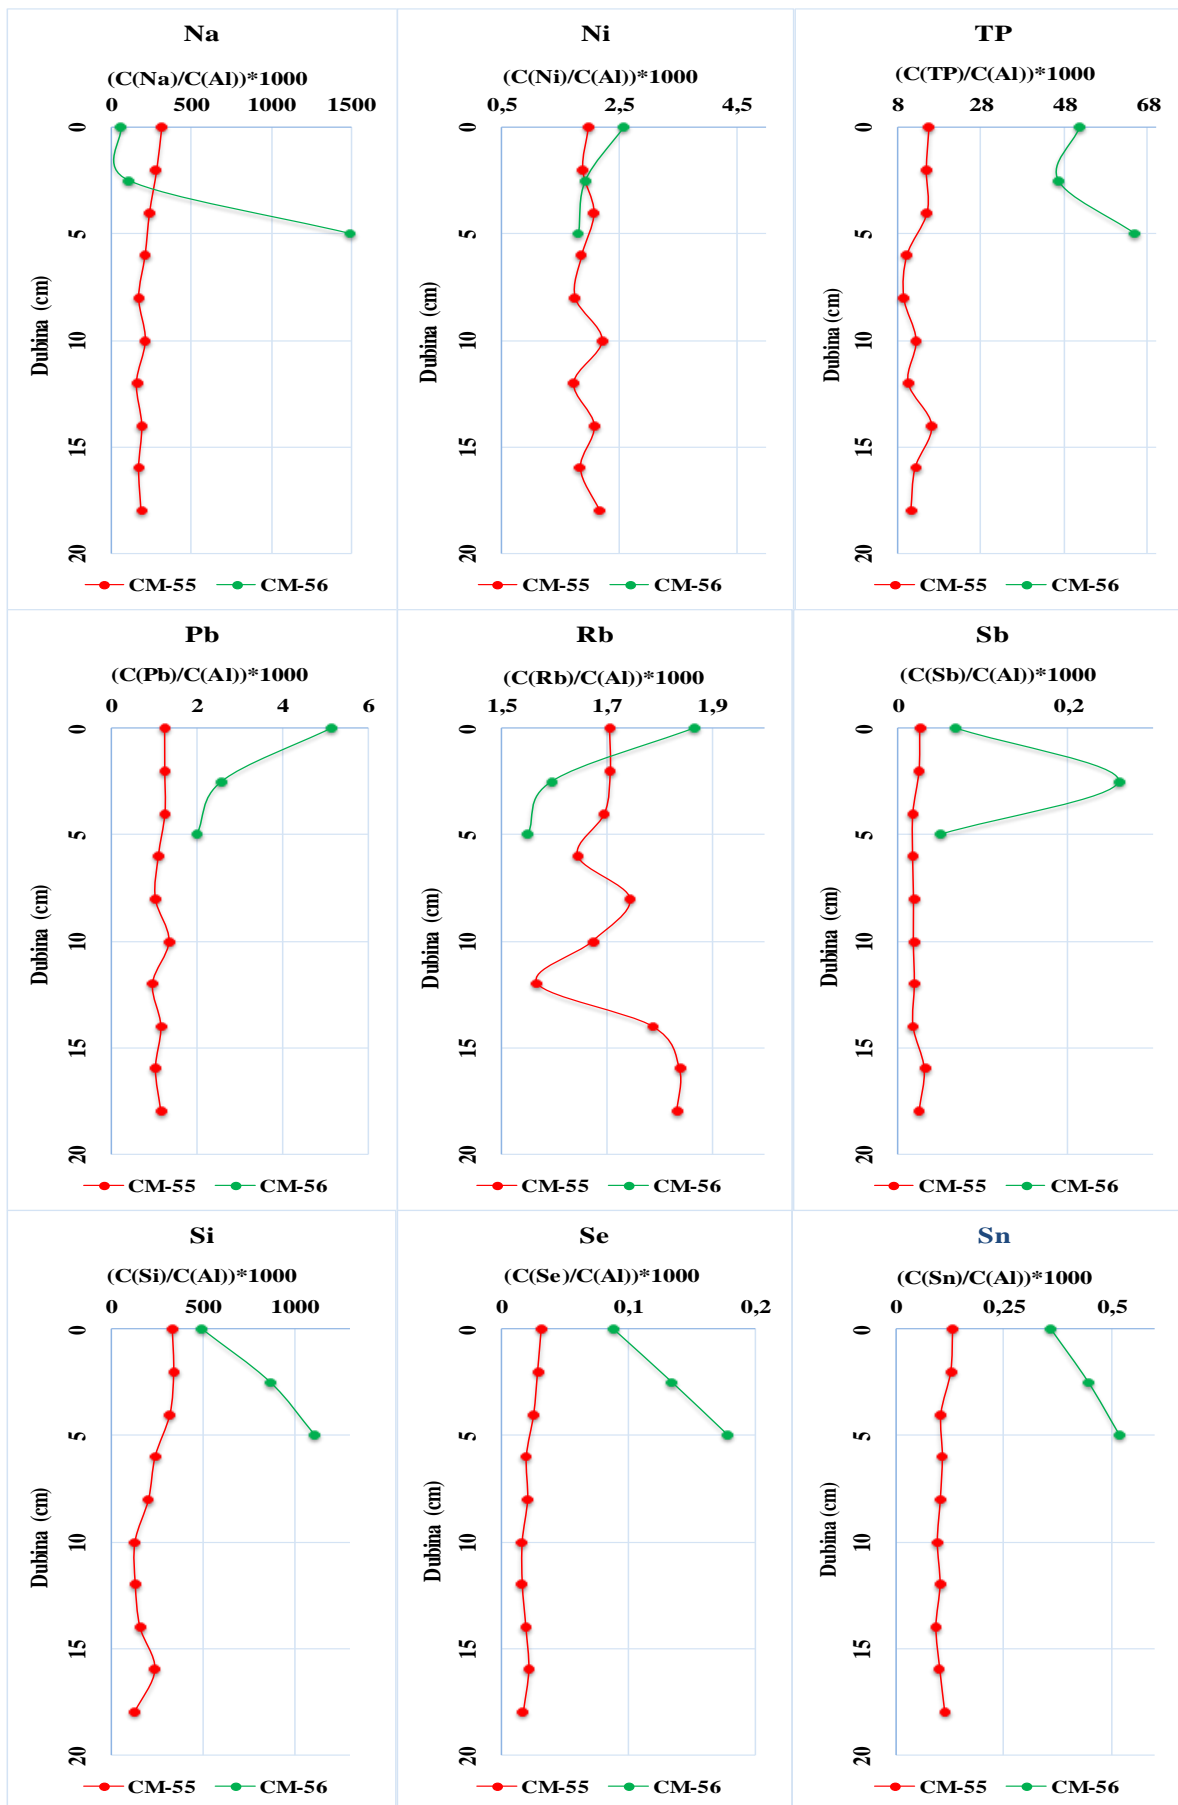 Na
(C(Na)/C(Al))*1000
0 500 1000 1500
0
5
10
15
20
Dubina (cm)
CM-55 CM-56
Ni
(C(Ni)/C(Al))*1000
0,5 2,5 4,5
0
5
10
15
20
Dubina (cm)
CM-55 CM-56
TP
(C(TP)/C(Al))*1000
8 28 48 68
0
5
10
15
20
Dubina (cm)
CM-55 CM-56
Pb
(C(Pb)/C(Al))*1000
0 2 4 6
0
5
10
15
20
Dubina (cm)
CM-55 CM-56
Rb
(C(Rb)/C(Al))*1000
1,5 1,7 1,9
0
5
10
15
20
Dubina (cm)
CM-55 CM-56
Sb
(C(Sb)/C(Al))*1000
0 0,2
0
5
10
15
20
Dubina (cm)
CM-55 CM-56
Si
(C(Si)/C(Al))*1000
0 500 1000
0
5
10
15
20
Dubina (cm)
CM-55 CM-56
Se
(C(Se)/C(Al))*1000
0 0,1 0,2
0
5
10
15
20
Dubina (cm)
CM-55 CM-56
Sn
(C(Sn)/C(Al))*1000
0 0,25 0,5
0
5
10
15
20
Dubina (cm)
CM-55 CM-56